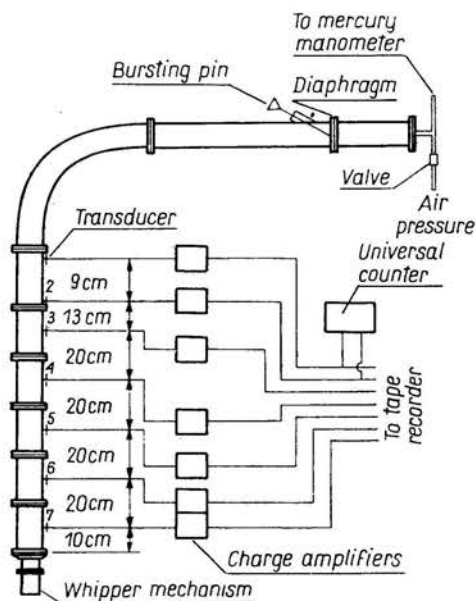 To mercury
manometer
Bursting pin
Diaphragm
Valve
Air
pressure
Transducer
Universal
counter
2
9cm
3
13 cm
20cm
4
20cm
5
20cm
6
20cm
7
10cm
To tape
recorder
Charge amplifiers
Whipper mechanism